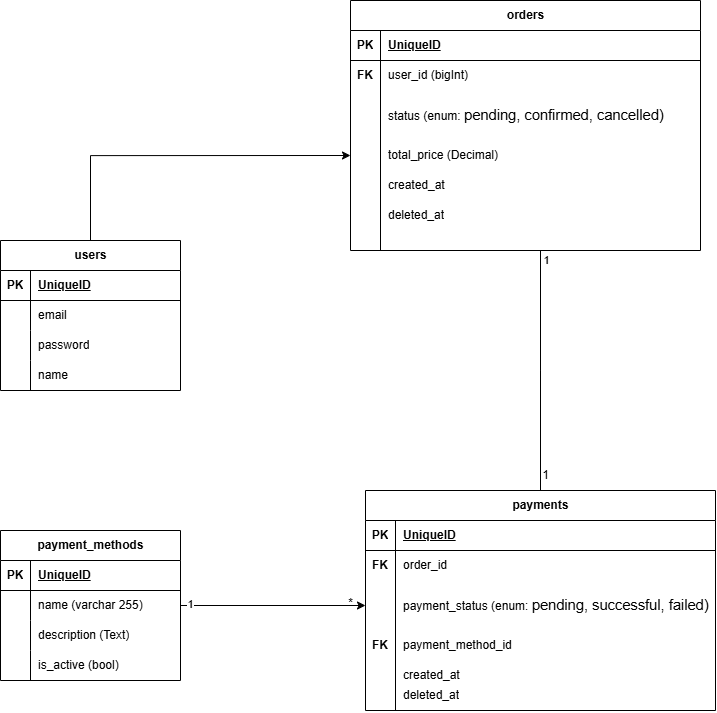 orders
PK UniqueID
FK user_id (bigInt)
status (enum: pending, confirmed, cancelled)
total_price (Decimal)
created_at
deleted_at
users
PK UniqueID
email
password
name
1
1
payments
PK UniqueID
FK order_id
payment_status (enum: pending, successful, failed)
FK payment_method_id
created_at
deleted_at
payment_methods
PK UniqueID
name (varchar 255)
description (Text)
is_active (bool)
1
*